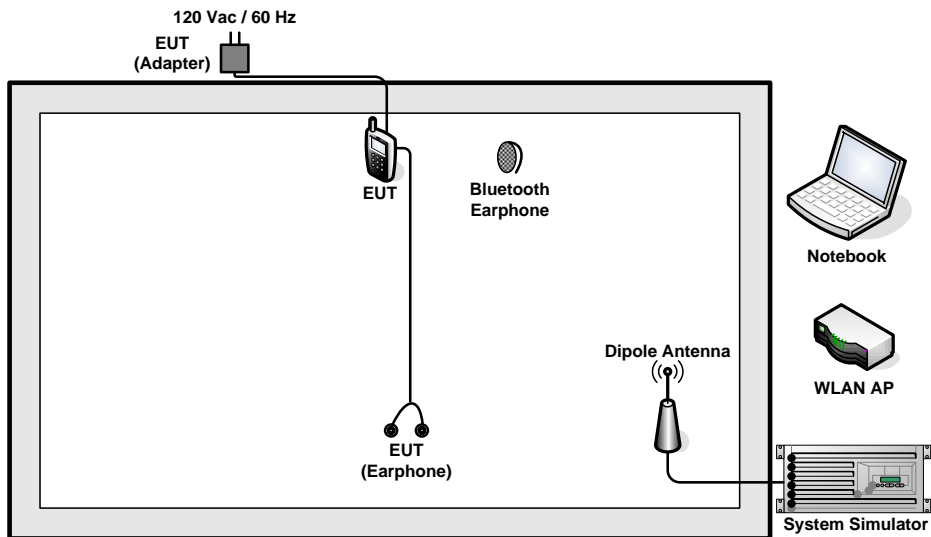 120 Vac / 60 Hz
EUT
(Adapter)
EUT
Bluetooth
Earphone
Notebook
Dipole Antenna
WLAN AP
EUT
(Earphone)
System Simulator